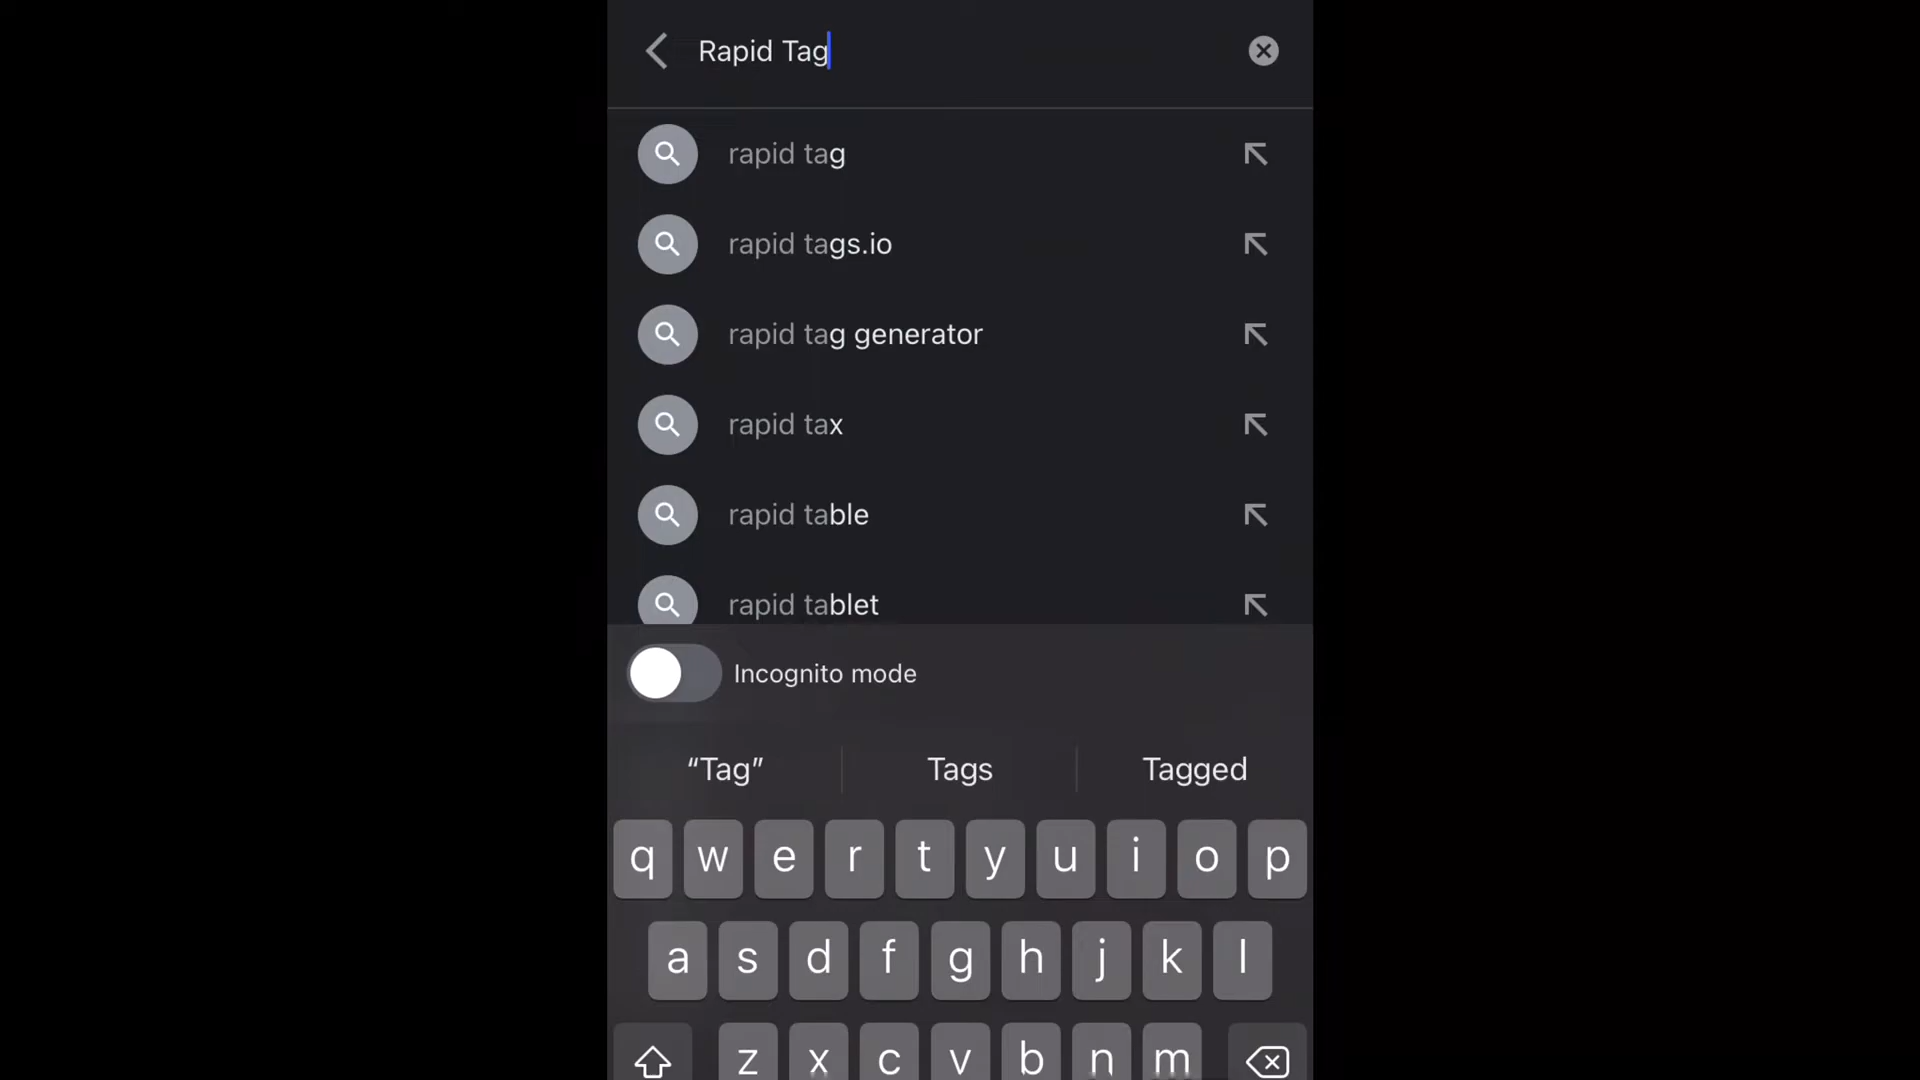 Rapid Tag
rapid tag
rapid tags.io
rapid tag generator
rapid tax
rapid table
rapid tablet
Incognito mode
“Tag” Tags Tagged
q w e r t y u i o p
a s d f g h j k l
z x c v b n m